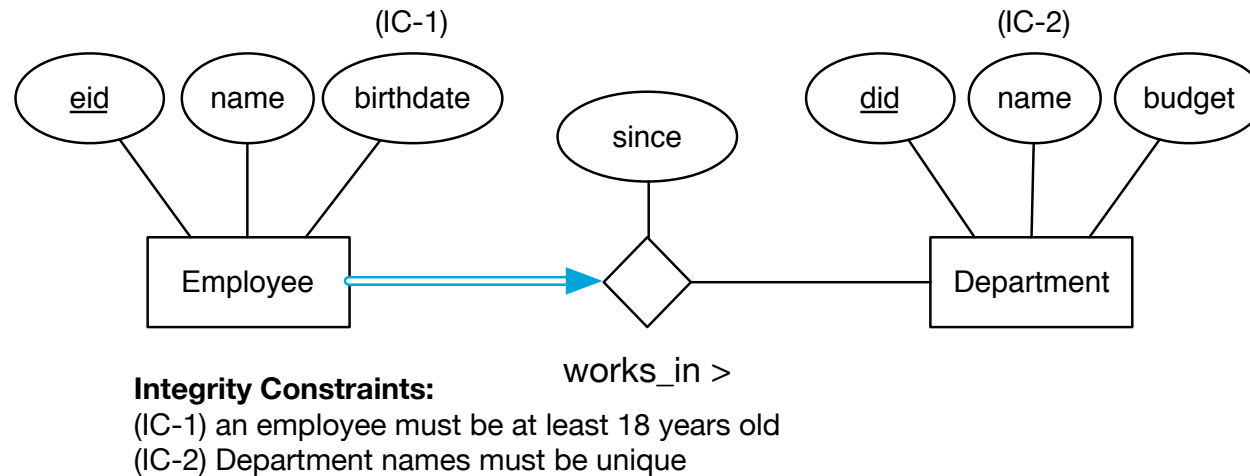 (IC-1)
(IC-2)
eid
name
birthdate
since
did
name
budget
Employee
Department
works_in >
Integrity Constraints:
(IC-1) an employee must be at least 18 years old
(IC-2) Department names must be unique